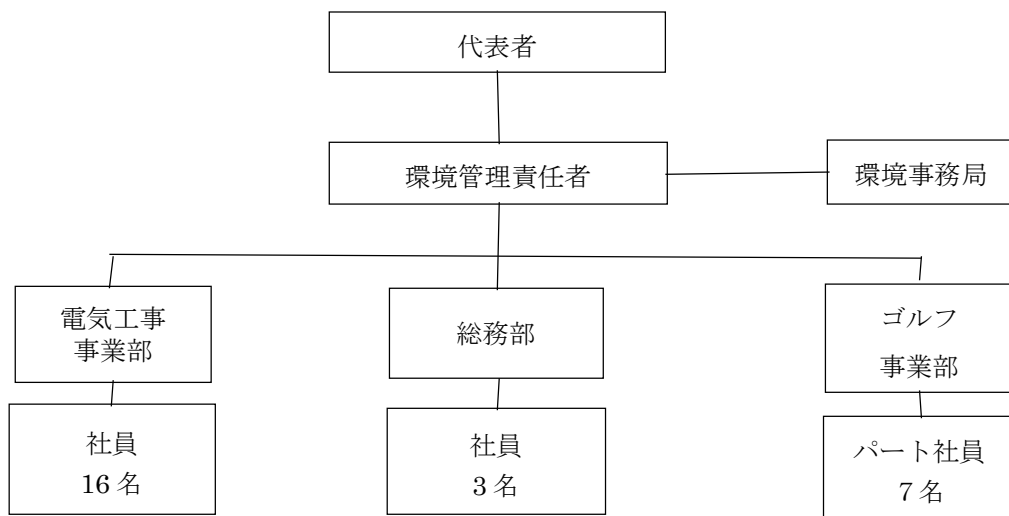 代表者
環境管理責任者
環境事務局
電気工事
事業部
総務部
ゴルフ
事業部
社員
16 名
社員
3 名
パート社員
7 名